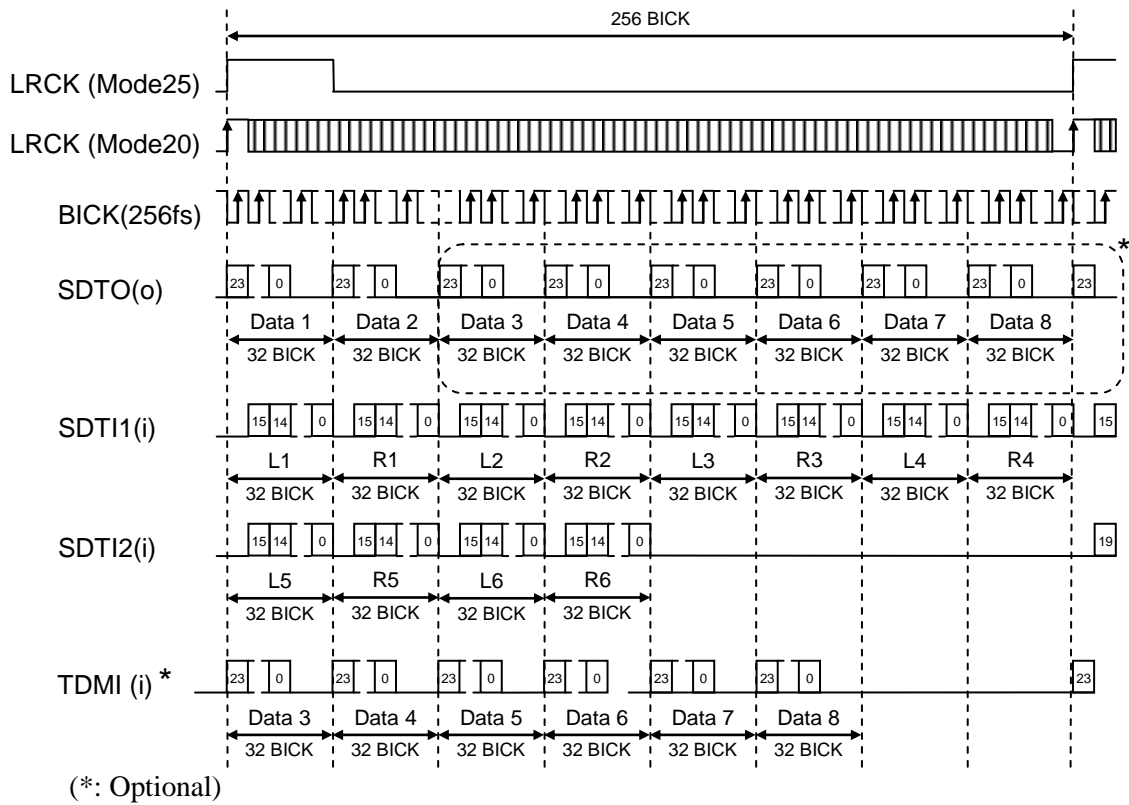 256 BICK
LRCK (Mode25)
LRCK (Mode20)
BICK(256fs)
*
SDTO(o) 23 0 23 0 23 0 23 0 23 0 23 0 23 0 23 0 23
Data 1 Data 2 Data 3 Data 4 Data 5 Data 6 Data 7 Data 8
32 BICK 32 BICK 32 BICK 32 BICK 32 BICK 32 BICK 32 BICK 32 BICK
SDTI1(i) 15 14 0 15 14 0 15 14 0 15 14 0 15 14 0 15 14 0 15 14 0 15 14 0 15
L1 R1 L2 R2 L3 R3 L4 R4
32 BICK 32 BICK 32 BICK 32 BICK 32 BICK 32 BICK 32 BICK 32 BICK
SDTI2(i) 15 14 0 15 14 0 15 14 0 15 14 0 19
L5 R5 L6 R6
32 BICK 32 BICK 32 BICK 32 BICK
TDMI (i) * 23 0 23 0 23 0 23 0 23 0 23 0 23
Data 3 Data 4 Data 5 Data 6 Data 7 Data 8
32 BICK 32 BICK 32 BICK 32 BICK 32 BICK 32 BICK
(*: Optional)